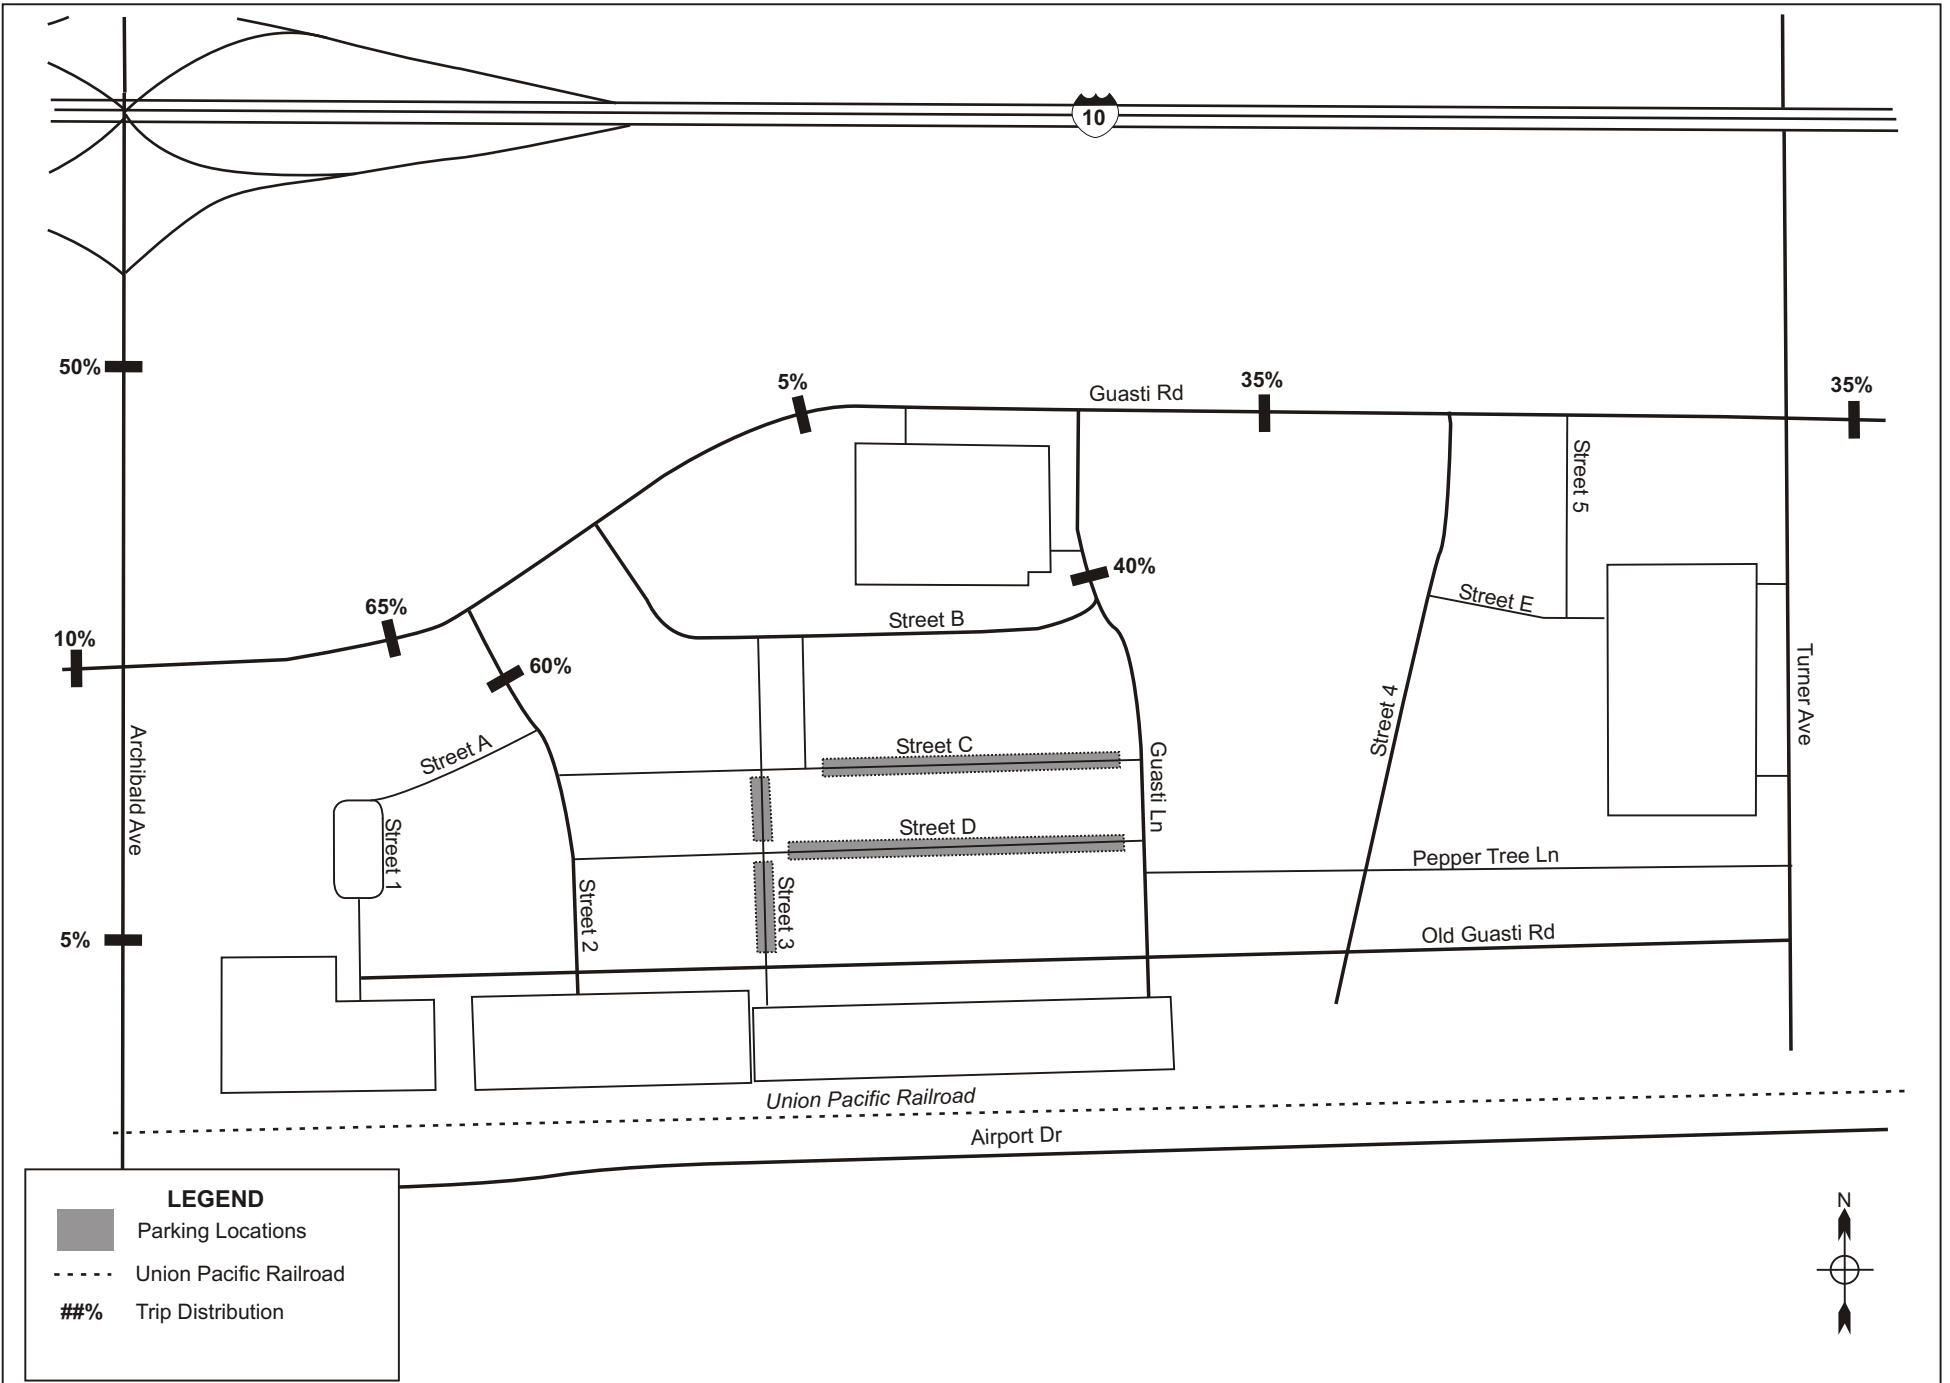 10
50%
5%
Guasti Rd
35%
35%
Street 5
40%
65%
10%
60%
Street B
Street E
Archibald Ave
Street A
Street C
Guasti Ln
Street 4
Turner Ave
Street 1
Street D
Pepper Tree Ln
Street 2
Street 3
5%
Old Guasti Rd
Union Pacific Railroad
Airport Dr
LEGEND
Parking Locations
Union Pacific Railroad
##% Trip Distribution
N